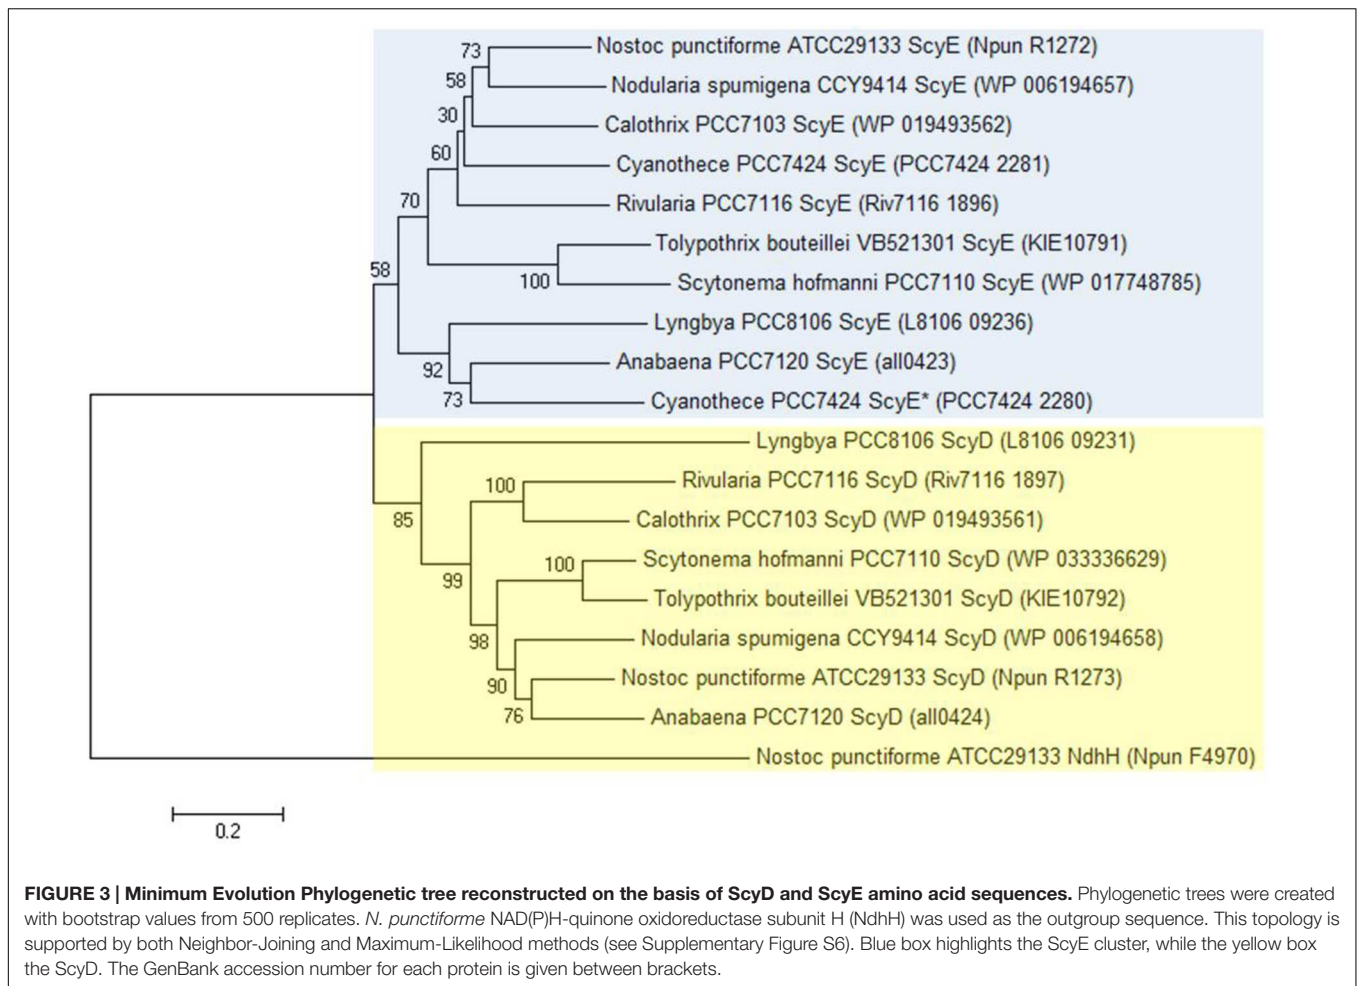 73
Nostoc punctiforme ATCC29133 ScyE (Npun R1272)
58
Nodularia spumigena CCY9414 ScyE (WP 006194657)
30
Calothrix PCC7103 ScyE (WP 019493562)
60
Cyanothece PCC7424 ScyE (PCC7424 2281)
70
Rivularia PCC7116 ScyE (Riv7116 1896)
Tolypothrix bouteillei VB521301 ScyE (KIE10791)
58
100
Scytonema hofmanni PCC7110 ScyE (WP 017748785)
Lyngbya PCC8106 ScyE (L8106 09236)
92
Anabaena PCC7120 ScyE (all0423)
73
Cyanothece PCC7424 ScyE* (PCC7424 2280)
Lyngbya PCC8106 ScyD (L8106 09231)
100
Rivularia PCC7116 ScyD (Riv7116 1897)
85
Calothrix PCC7103 ScyD (WP 019493561)
100
Scytonema hofmanni PCC7110 ScyD (WP 033336629)
99
Tolypothrix bouteillei VB521301 ScyD (KIE10792)
98
Nodularia spumigena CCY9414 ScyD (WP 006194658)
90
Nostoc punctiforme ATCC29133 ScyD (Npun R1273)
76
Anabaena PCC7120 ScyD (all0424)
Nostoc punctiforme ATCC29133 NdhH (Npun F4970)
0.2
FIGURE 3 | Minimum Evolution Phylogenetic tree reconstructed on the basis of ScyD and ScyE amino acid sequences. Phylogenetic trees were created
with bootstrap values from 500 replicates. N. punctiforme NAD(P)H-quinone oxidoreductase subunit H (NdhH) was used as the outgroup sequence. This topology is
supported by both Neighbor-Joining and Maximum-Likelihood methods (see Supplementary Figure S6). Blue box highlights the ScyE cluster, while the yellow box
the ScyD. The GenBank accession number for each protein is given between brackets.